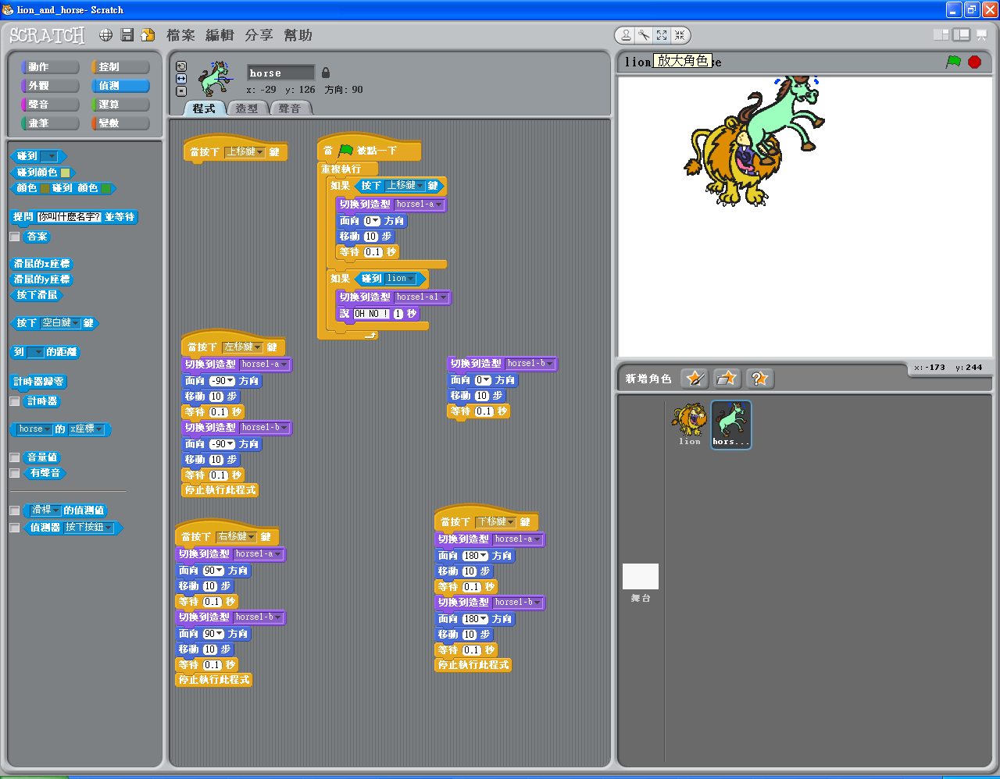 lion_and_horse- Scratch
SCRATCH
檔案 編輯 分享 幫助
動作 控制
外觀 偵測
聲音 運算
畫筆 變數
碰到
碰到顏色
顏色 碰到 顏色
提問 你叫什麼名字? 並等待
答案
滑鼠的x座標
滑鼠的y座標
按下滑鼠
按下 空白鍵 鍵
到 的距離
計時器歸零
計時器
horse 的 x座標
音量值
有聲音
滑桿 的偵測值
偵測器 按下按鈕
horse
x: -29 y: 126 方向: 90
程式 造型 聲音
當按下 上移鍵 鍵
當 被點一下
重複執行
如果 按下 上移鍵 鍵
切換到造型 horse1-a
面向 0 方向
移動 10 步
等待 0.1 秒
如果 碰到 lion
切換到造型 horse1-a1
說 OH NO ! 1 秒
當按下 左移鍵 鍵
切換到造型 horse1-a
面向 -90 方向
移動 10 步
等待 0.1 秒
切換到造型 horse1-b
面向 -90 方向
移動 10 步
等待 0.1 秒
停止執行此程式
切換到造型 horse1-b
面向 0 方向
移動 10 步
等待 0.1 秒
當按下 右移鍵 鍵
切換到造型 horse1-a
面向 90 方向
移動 10 步
等待 0.1 秒
切換到造型 horse1-b
面向 90 方向
移動 10 步
等待 0.1 秒
停止執行此程式
當按下 下移鍵 鍵
切換到造型 horse1-a
面向 180 方向
移動 10 步
等待 0.1 秒
切換到造型 horse1-b
面向 180 方向
移動 10 步
等待 0.1 秒
停止執行此程式
放大角色
lion
x: -173 y: 244
新增角色
lion
hors...
舞台